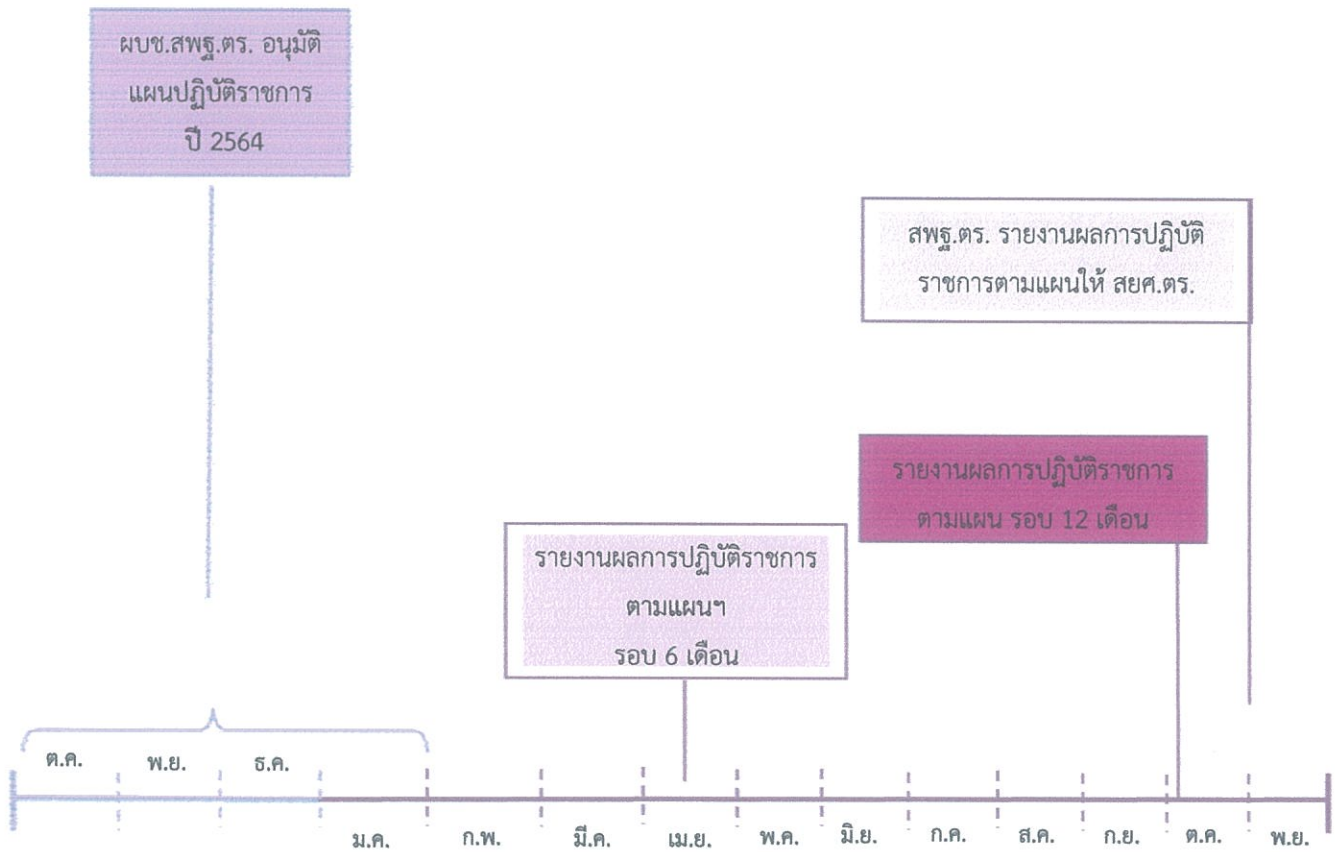 ผบช.สพฐ.ตร. อนุมัติ
แผนปฏิบัติราชการ
ปี 2564
สพฐ.ตร. รายงานผลการปฏิบัติ
ราชการตามแผนให้ สยศ.ตร.
รายงานผลการปฏิบัติราชการ
ตามแผน รอบ 12 เดือน
รายงานผลการปฏิบัติราชการ
ตามแผนฯ
รอบ 6 เดือน
ต.ค. พ.ย. ธ.ค.
ม.ค. ก.พ. มี.ค. เม.ย. พ.ค. มิ.ย. ก.ค. ส.ค. ก.ย. ต.ค. พ.ย.